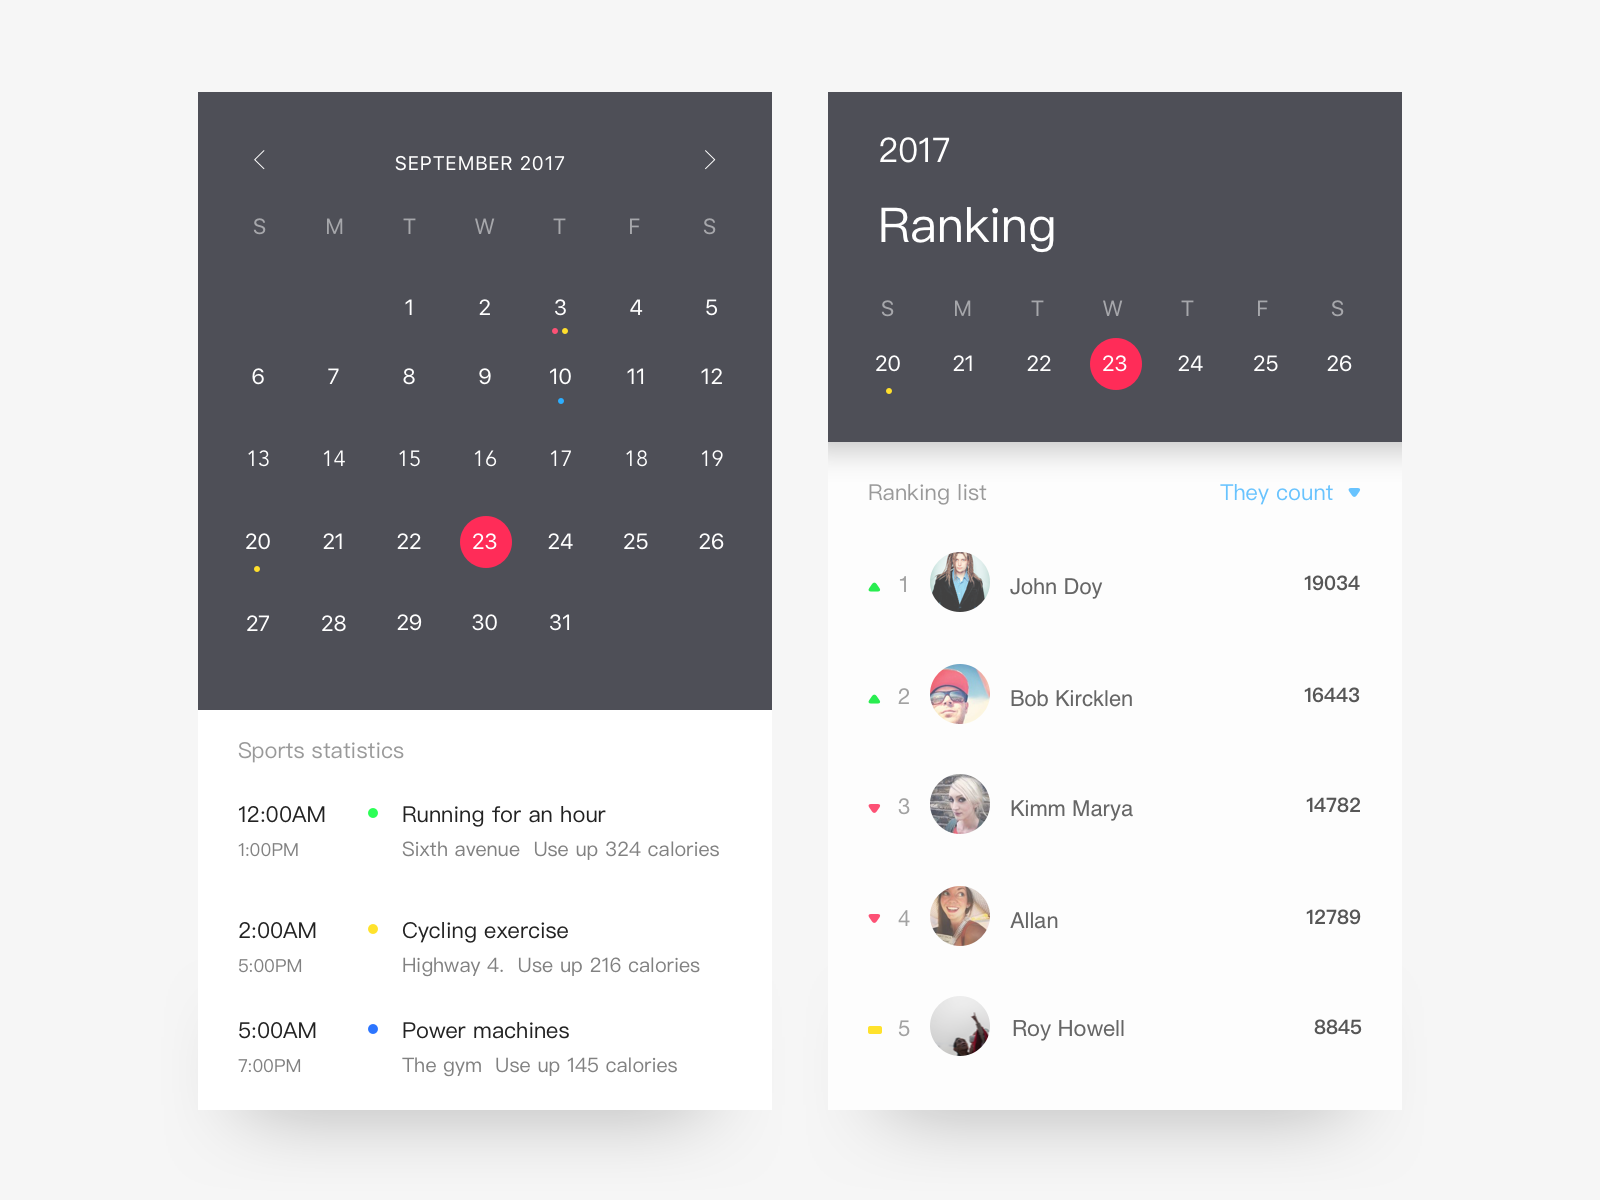 SEPTEMBER 2017
S M T W T F S
1 2 3 4 5
6 7 8 9 10 11 12
13 14 15 16 17 18 19
20 21 22 23 24 25 26
27 28 29 30 31
Sports statistics
12:00AM Running for an hour
1:00PM Sixth avenue Use up 324 calories
2:00AM Cycling exercise
5:00PM Highway 4. Use up 216 calories
5:00AM Power machines
7:00PM The gym Use up 145 calories
2017
Ranking
S M T W T F S
20 21 22 23 24 25 26
Ranking list They count
1 John Doy 19034
2 Bob Kircklen 16443
3 Kimm Marya 14782
4 Allan 12789
5 Roy Howell 8845